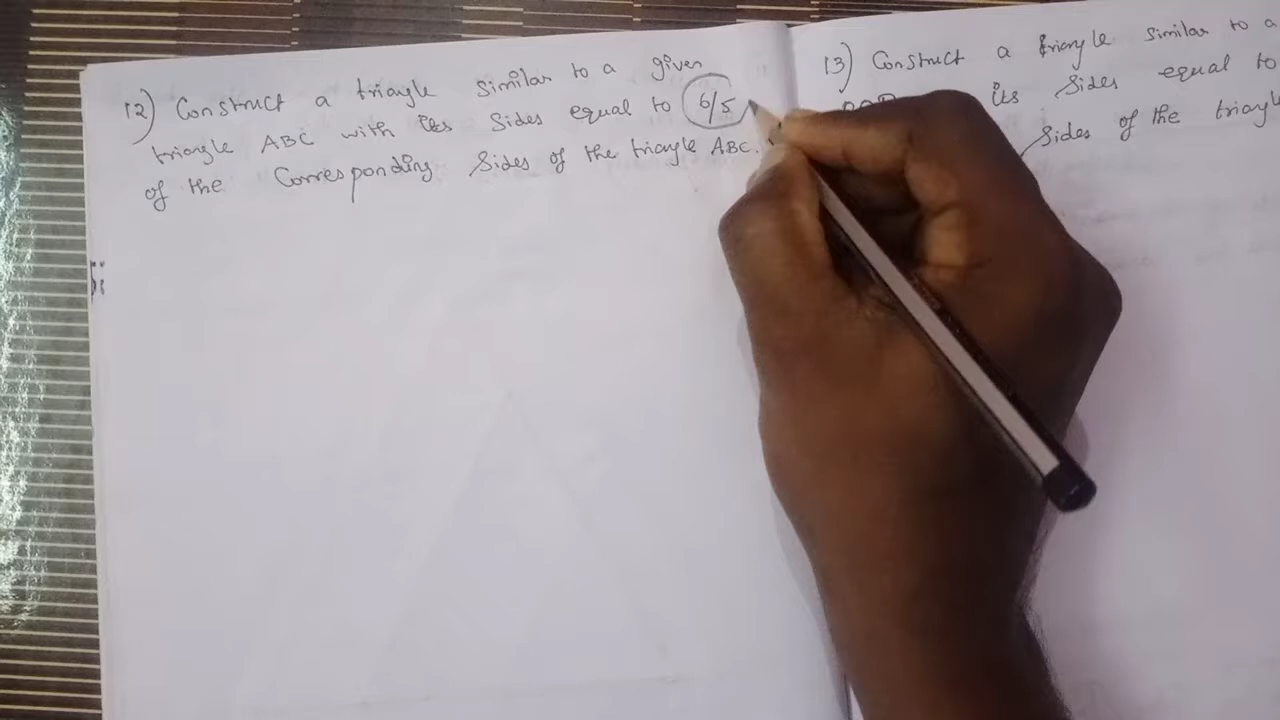 12) Construct a triangle similar to a given
triangle ABC with its sides equal to 6/5
of the Corresponding sides of the triangle ABC.
13) Construct a triangle similar to a
its sides equal to
sides of the triangle